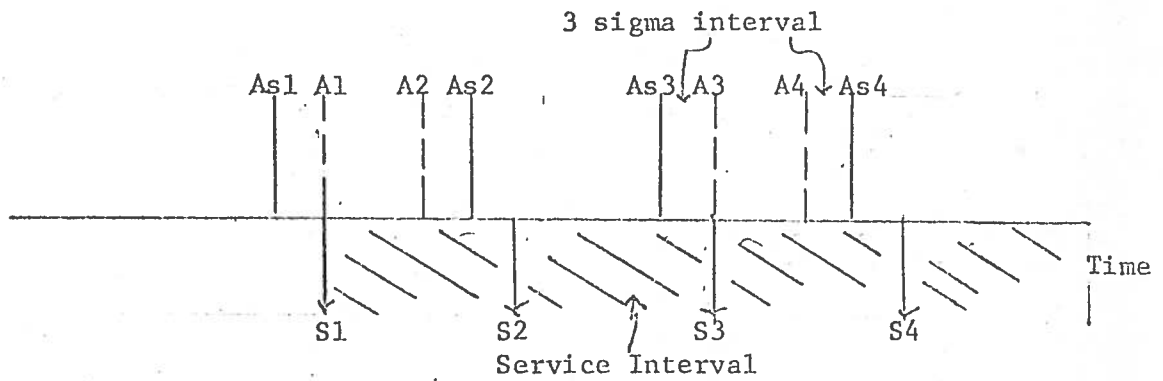 3 sigma interval
As1 A1 A2 As2 As3 A3 A4 As4
Time
S1 S2 S3 S4
Service Interval